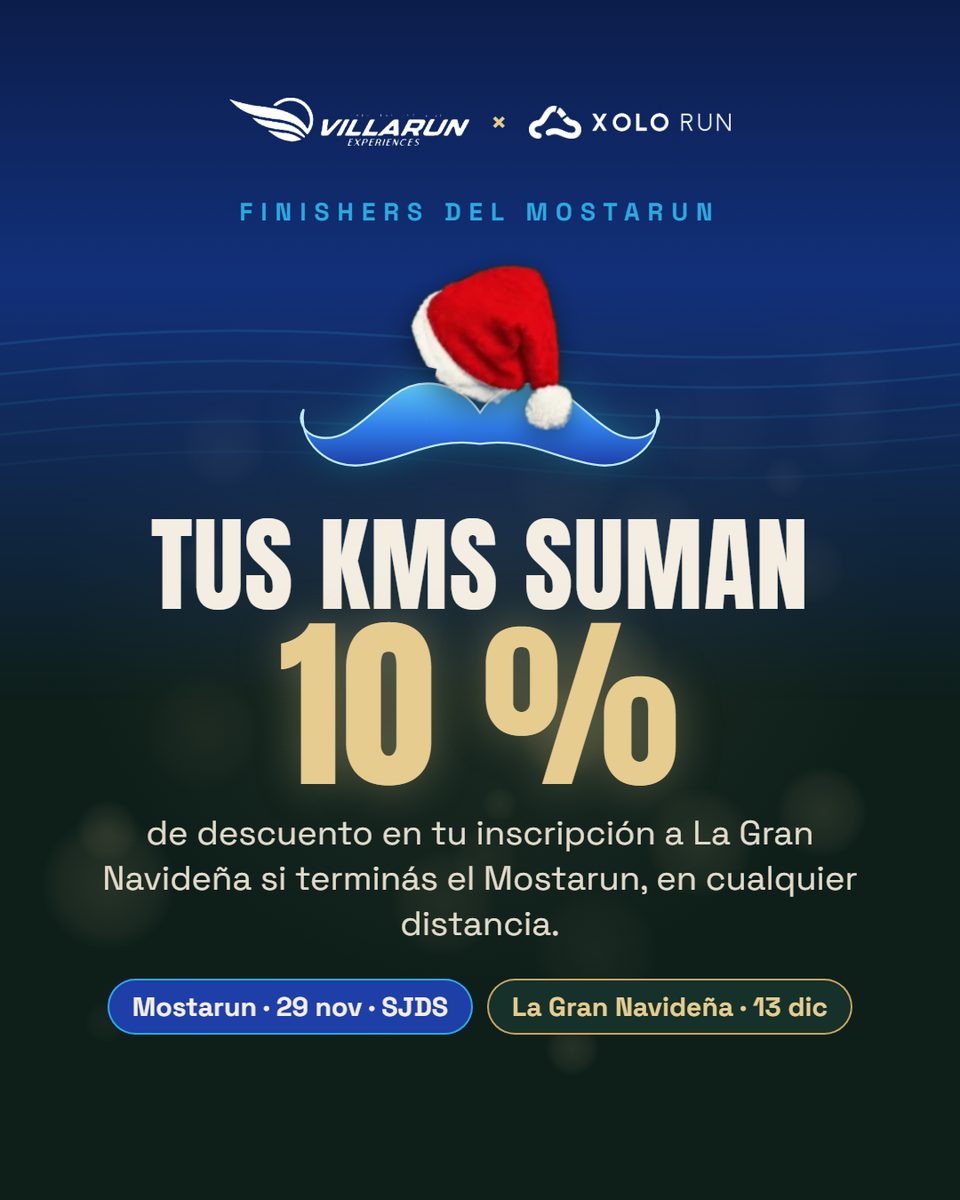 VILLARUN EXPERIENCES × XOLO RUN
FINISHERS DEL MOSTARUN
TUS KMS SUMAN
10 %
de descuento en tu inscripción a La Gran
Navideña si terminás el Mostarun, en cualquier
distancia.
Mostarun · 29 nov · SJDS
La Gran Navideña · 13 dic